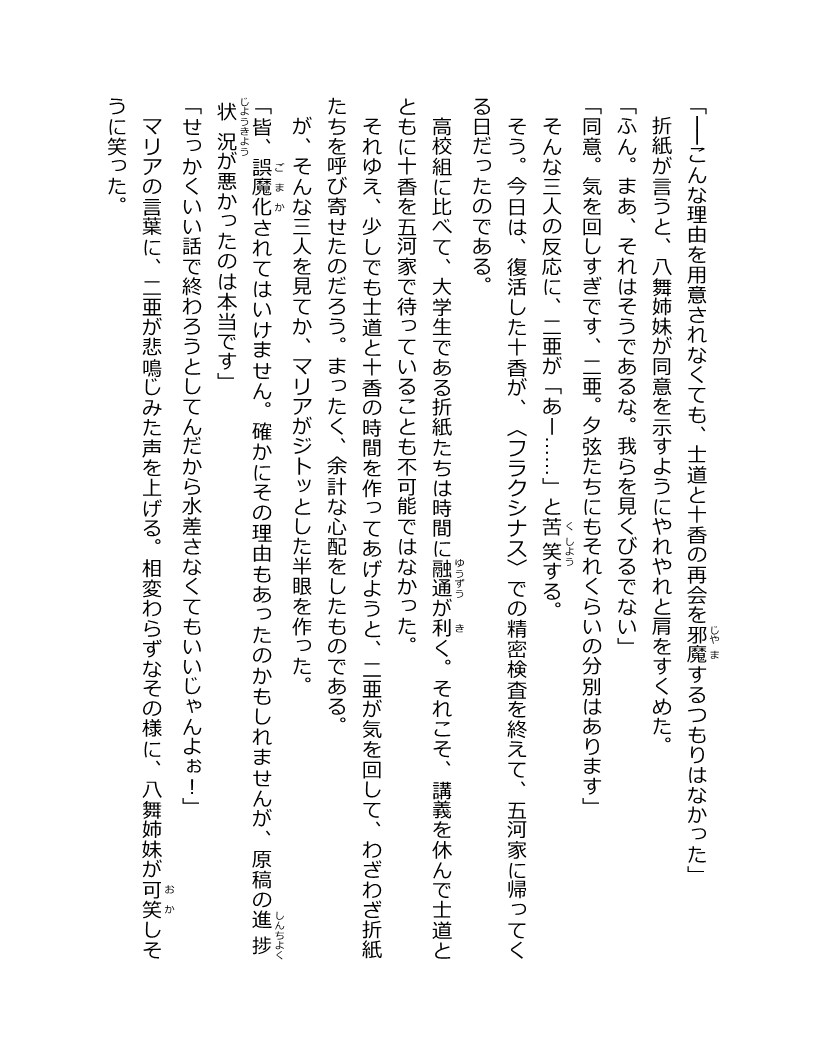 「──こんな理由を用意されなくても、士道と十香の再会を邪魔するつもりはなかった」
折紙が言うと、八舞姉妹が同意を示すようにやれやれと肩をすくめた。
「ふん。まあ、それはそうであるな。我らを見くびるでない」
「同意。気を回しすぎです、二亜。夕弦たちにもそれくらいの分別はあります」
そんな三人の反応に、二亜が「あー……」と苦笑する。
そう。今日は、復活した十香が、〈フラクシナス〉での精密検査を終えて、五河家に帰ってく
る日だったのである。
高校組に比べて、大学生である折紙たちは時間に融通が利く。それこそ、講義を休んで士道と
ともに十香を五河家で待っていることも不可能ではなかった。
それゆえ、少しでも士道と十香の時間を作ってあげようと、二亜が気を回して、わざわざ折紙
たちを呼び寄せたのだろう。まったく、余計な心配をしたものである。
が、そんな三人を見てか、マリアがジトッとした半眼を作った。
「皆、誤魔化されてはいけません。確かにその理由もあったのかもしれませんが、原稿の進捗
状況が悪かったのは本当です」
「せっかくいい話で終わろうとしてんだから水差さなくてもいいじゃんよぉ！」
マリアの言葉に、二亜が悲鳴じみた声を上げる。相変わらずなその様に、八舞姉妹が可笑しそ
うに笑った。